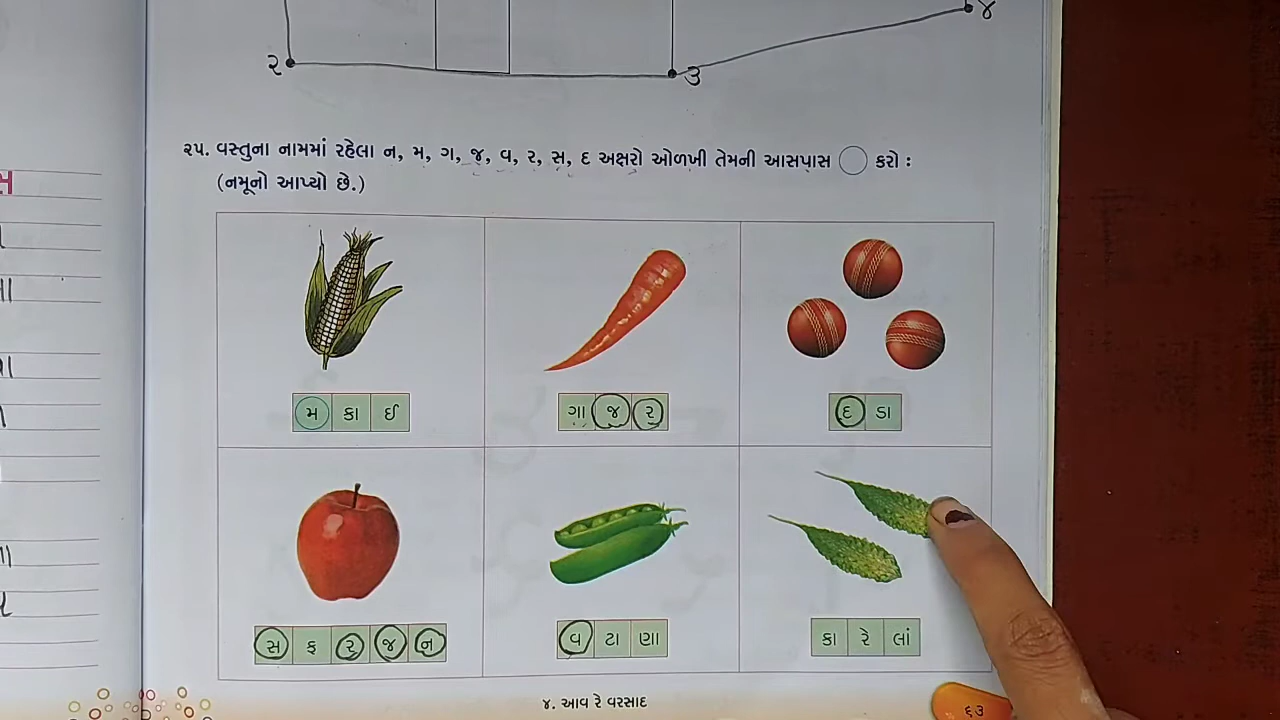 ૪
૨
૩
૨૫. વસ્તુના નામમાં રહેલા ન, મ, ગ, જ, વ, ર, સ, દ અક્ષરો ઓળખી તેમની આસપાસ ◯ કરો :
(નમૂનો આપ્યો છે.)
મ કા ઈ
ગા જ ર
દ ડા
સ ફ ર જ ન
વ ટા ણા
કા રે લાં
૪. આવ રે વરસાદ
૬૩